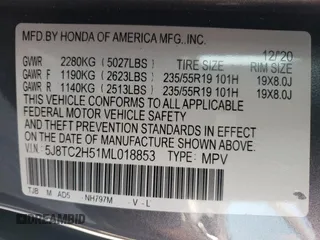 MFD.BY HONDA OF AMERICA MFG.,INC.
12/20
GVWR 2280KG (5027LBS) TIRE SIZE RIM SIZE
GAWR F 1190KG (2623LBS) 235/55R19 101H 19X8.0J
GAWR R 1140KG (2513LBS) 235/55R19 101H 19X8.0J
THIS VEHICLE CONFORMS TO ALL APPLICABLE
FEDERAL MOTOR VEHICLE SAFETY
AND THEFT PREVENTION STANDARDS IN EFFECT
ON THE DATE OF MANUFACTURE SHOWN ABOVE.
V.I.N. 5J8TC2H51ML018853 TYPE: MPV
TJB M AD5 NH797M V-L
DREAMBID